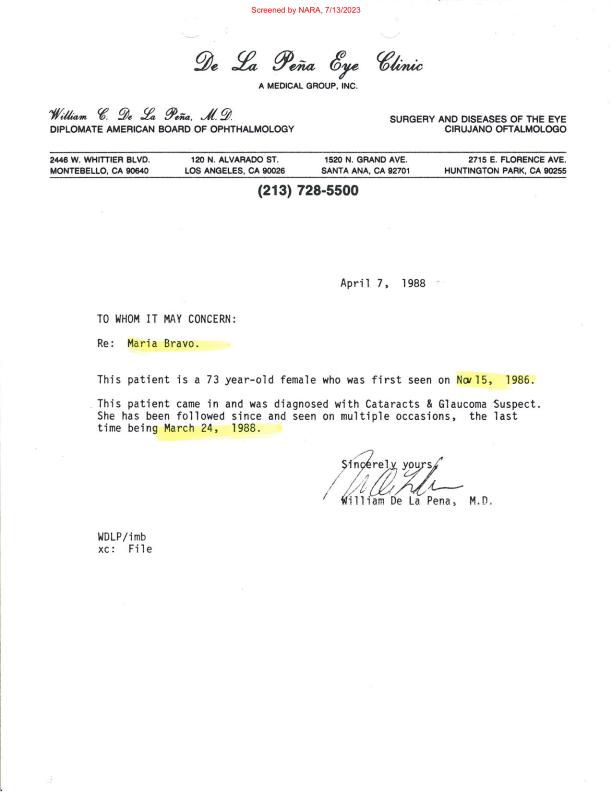 Screened by NARA, 7/13/2023
De La Peña Eye Clinic
A MEDICAL GROUP, INC.
William C. De La Peña, M.D.
DIPLOMATE AMERICAN BOARD OF OPHTHALMOLOGY
SURGERY AND DISEASES OF THE EYE
CIRUJANO OFTALMOLOGO
2446 W. WHITTIER BLVD. 120 N. ALVARADO ST. 1520 N. GRAND AVE. 2715 E. FLORENCE AVE.
MONTEBELLO, CA 90640 LOS ANGELES, CA 90026 SANTA ANA, CA 92701 HUNTINGTON PARK, CA 90255
(213) 728-5500
April 7, 1988
TO WHOM IT MAY CONCERN:
Re: Maria Bravo.
This patient is a 73 year-old female who was first seen on Nov 15, 1986.
This patient came in and was diagnosed with Cataracts & Glaucoma Suspect.
She has been followed since and seen on multiple occasions, the last
time being March 24, 1988.
Sincerely yours,
William De La Pena, M.D.
WDLP/imb
xc: File